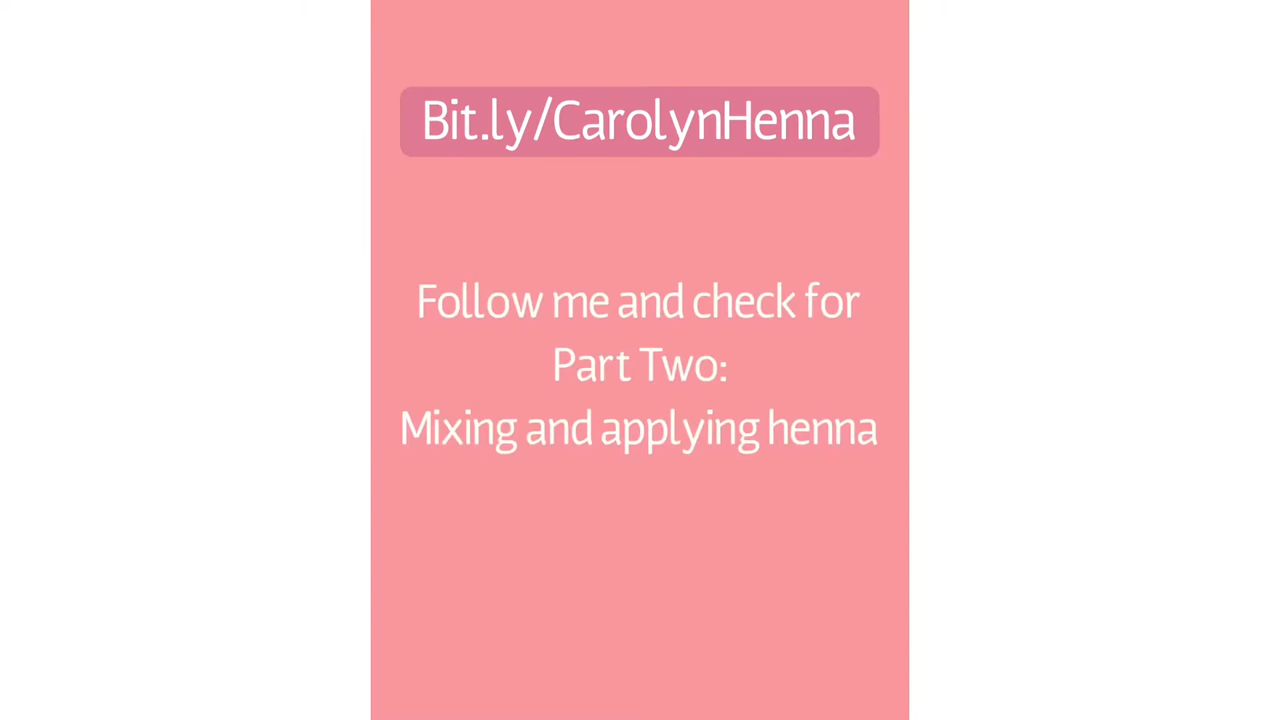 Bit.ly/CarolynHenna
Follow me and check for
Part Two:
Mixing and applying henna